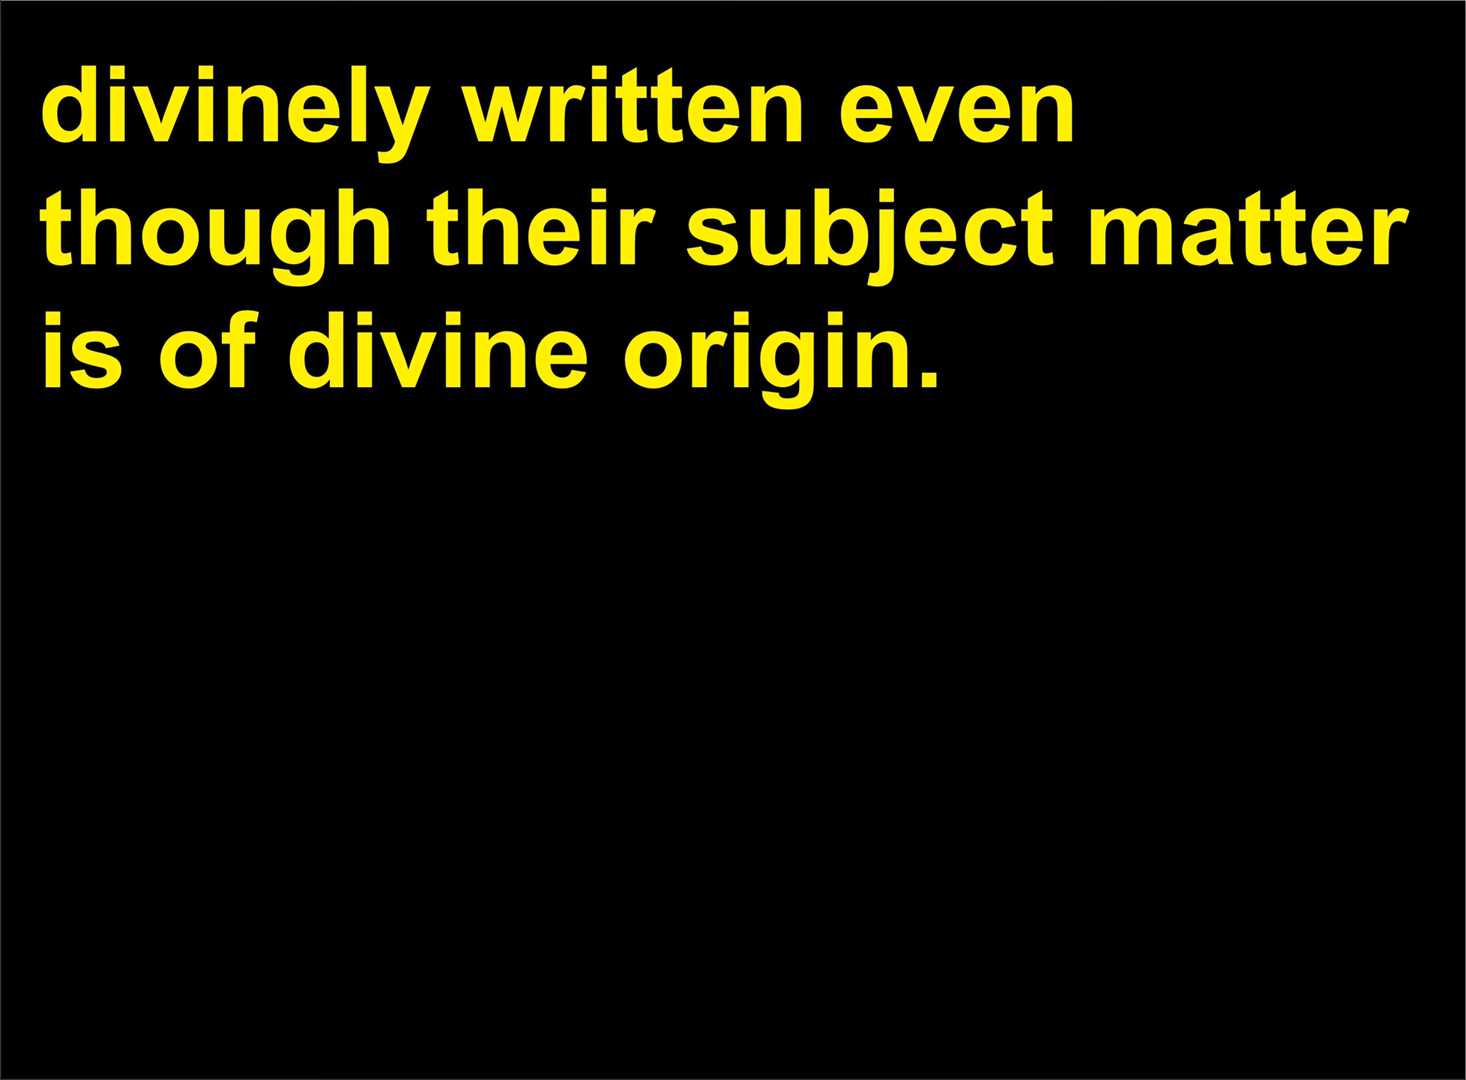 divinely written even
though their subject matter
is of divine origin.